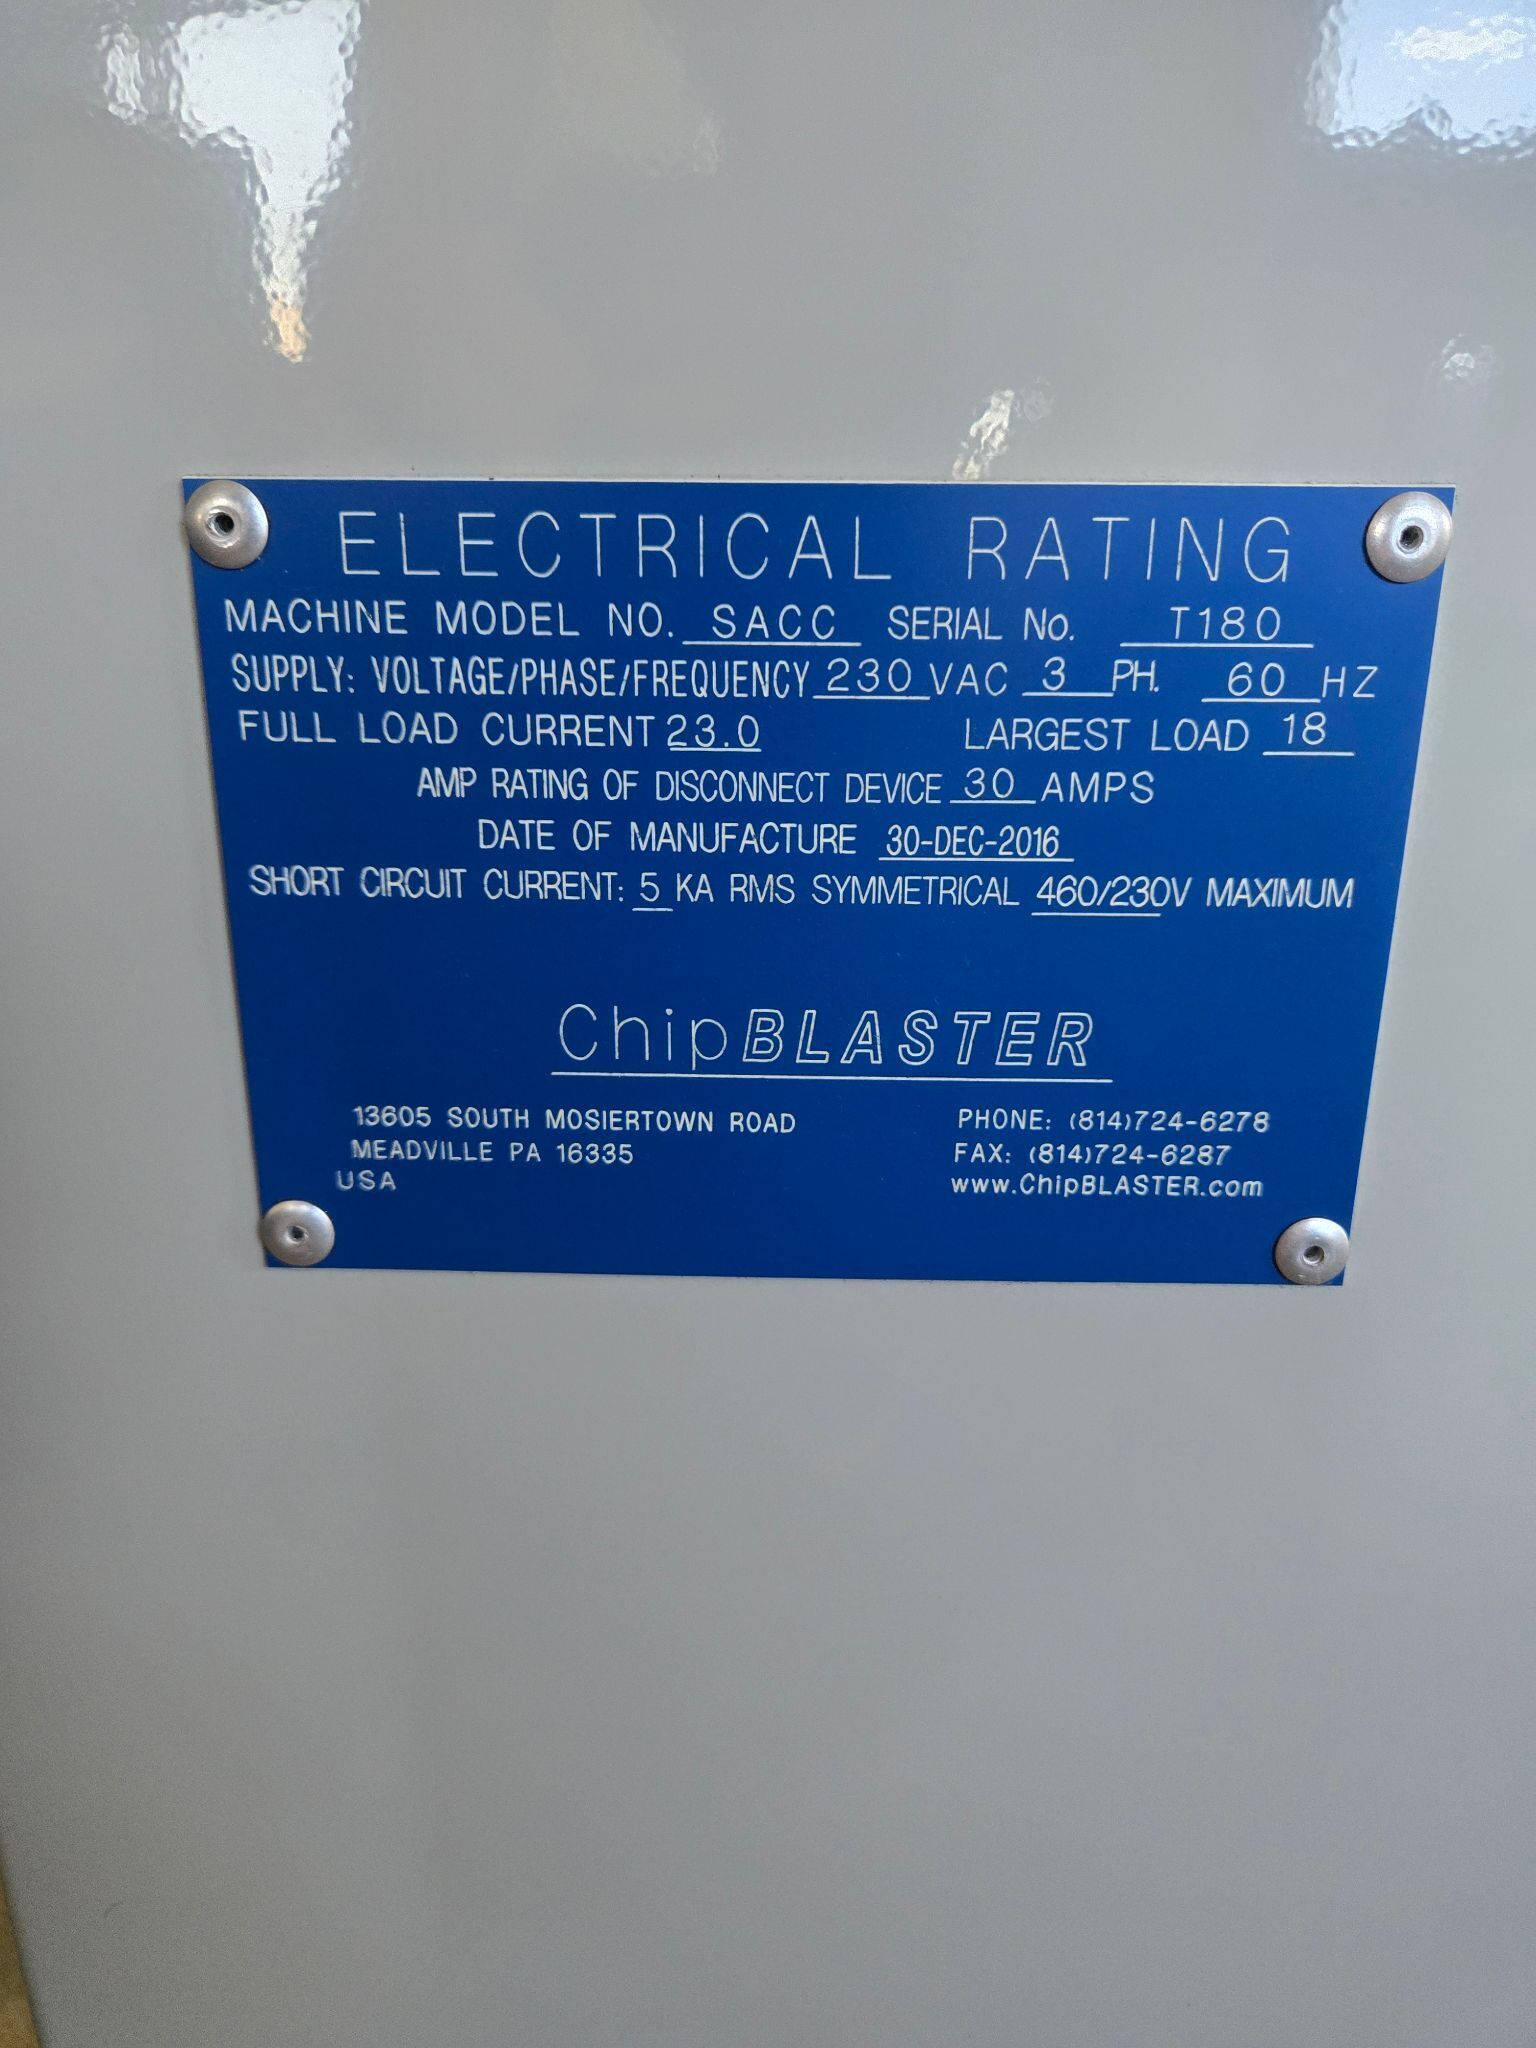 ELECTRICAL RATING
MACHINE MODEL NO. SACC SERIAL No. T180
SUPPLY: VOLTAGE/PHASE/FREQUENCY 230 VAC 3 PH. 60 HZ
FULL LOAD CURRENT 23.0 LARGEST LOAD 18
AMP RATING OF DISCONNECT DEVICE 30 AMPS
DATE OF MANUFACTURE 30-DEC-2016
SHORT CIRCUIT CURRENT: 5 KA RMS SYMMETRICAL 460/230V MAXIMUM
ChipBLASTER
13605 SOUTH MOSIERTOWN ROAD
MEADVILLE PA 16335
USA
PHONE: (814)724-6278
FAX: (814)724-6287
www.ChipBLASTER.com